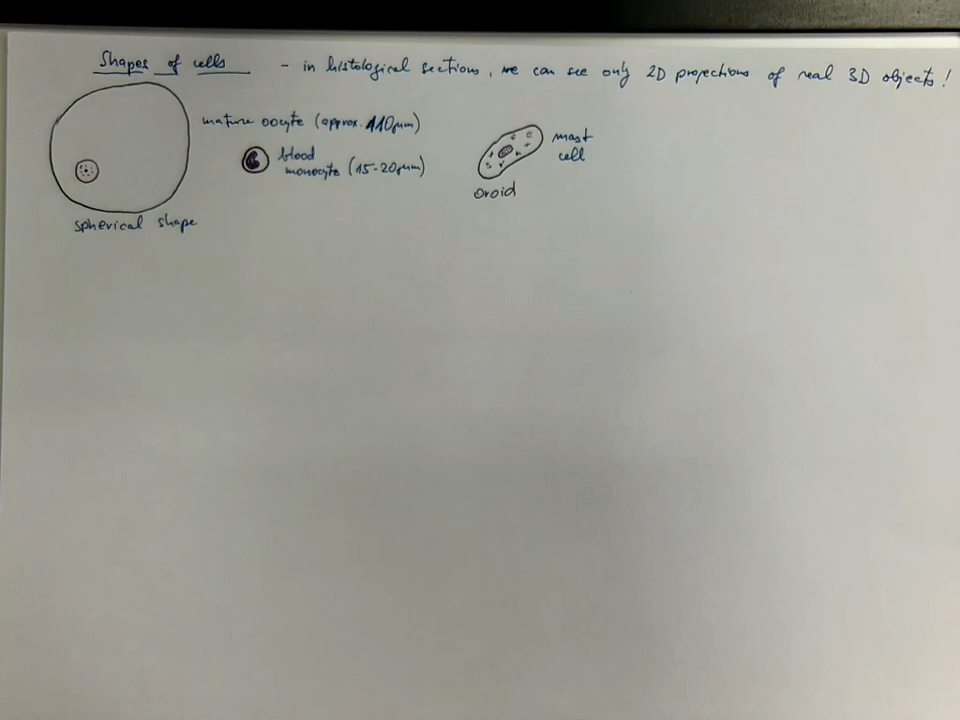 Shapes of cells - in histological sections, we can see only 2D projections of real 3D objects!
mature oocyte (approx. 110µm)
blood
monocyte (15-20µm)
mast
cell
ovoid
spherical shape